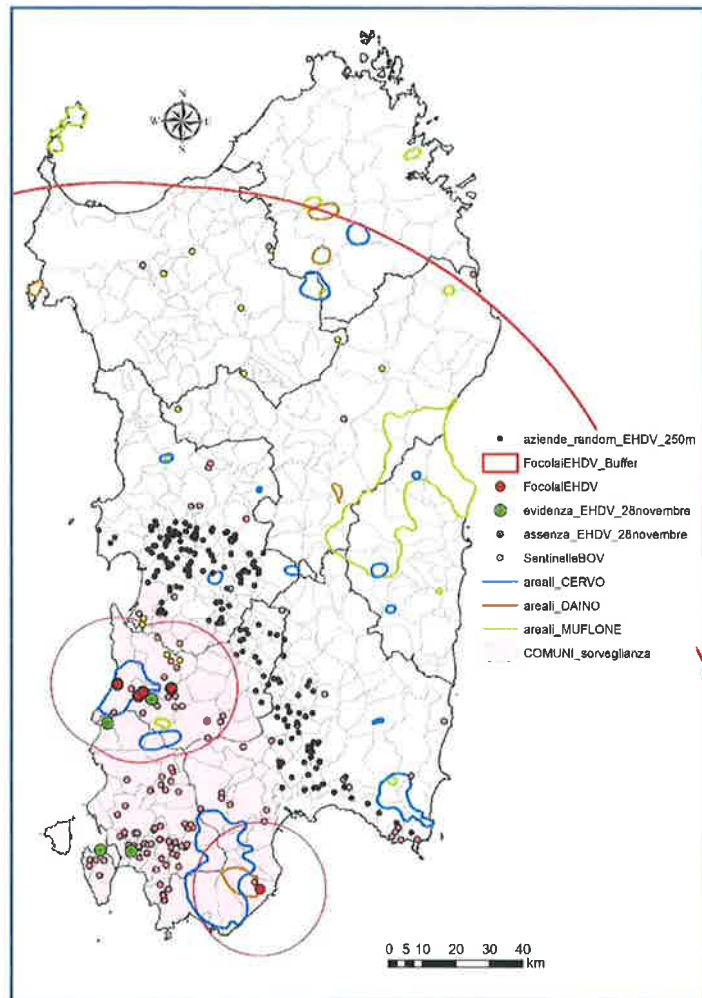 N
W
E
S
aziende_random_EHDV_250m
FocolaiEHDV_Buffer
FocolaiEHDV
evidenza_EHDV_28novembre
assenza_EHDV_28novembre
SentinelleBOV
areali_CERVO
areali_DAINO
areali_MUFLONE
COMUNI_sorveglianza
0 5 10 20 30 40
km